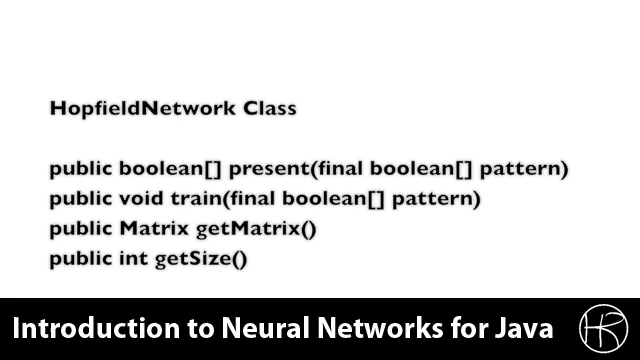 HopfieldNetwork Class
public boolean[] present(final boolean[] pattern)
public void train(final boolean[] pattern)
public Matrix getMatrix()
public int getSize()
Introduction to Neural Networks for Java